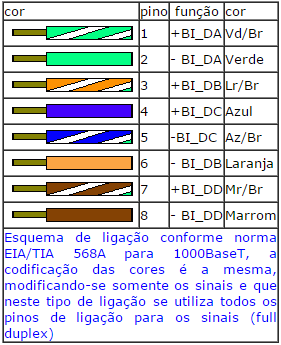 cor pino função cor
1 +BI_DA Vd/Br
2 - BI_DA Verde
3 +BI_DB Lr/Br
4 +BI_DC Azul
5 -BI_DC Az/Br
6 - BI_DB Laranja
7 +BI_DD Mr/Br
8 - BI_DD Marrom
Esquema de ligação conforme norma
EIA/TIA 568A para 1000BaseT, a
codificação das cores é a mesma,
modificando-se somente os sinais e que
neste tipo de ligação se utiliza todos os
pinos de ligação para os sinais (full
duplex)